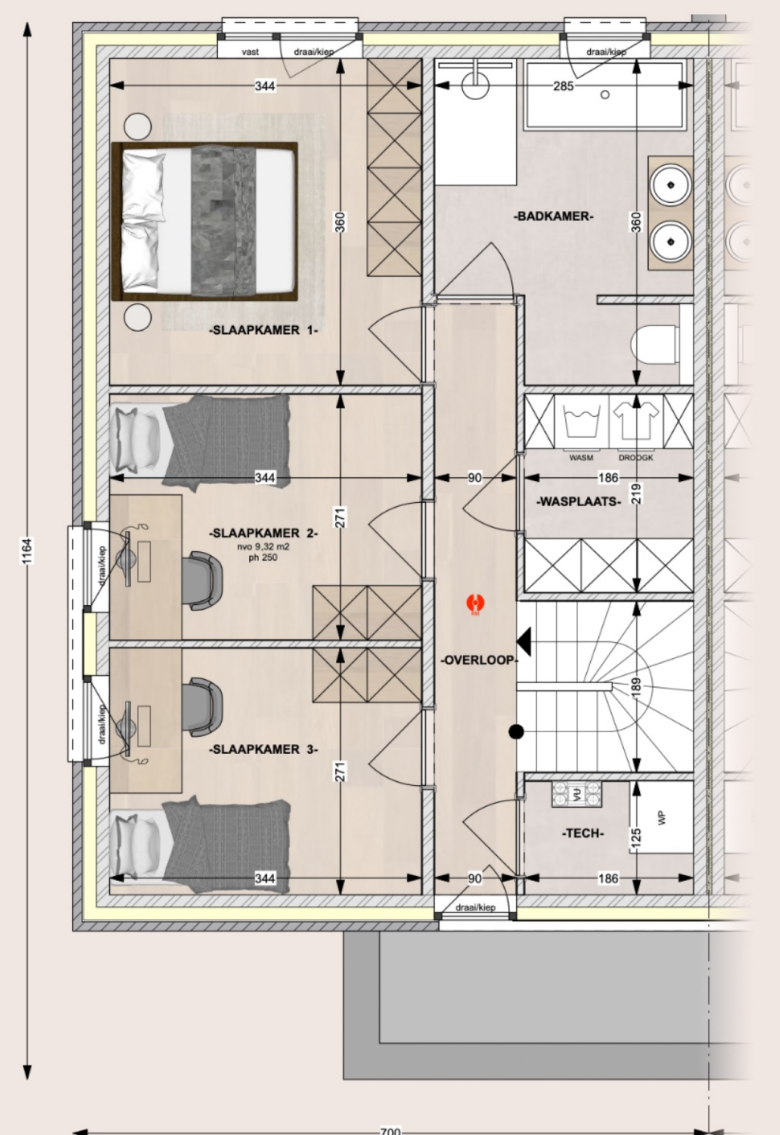 vast
draai/kiep
draai/kiep
344
285
360
-BADKAMER-
360
-SLAAPKAMER 1-
WASM
DROOGK
344
90
186
219
-WASPLAATS-
271
-SLAAPKAMER 2-
nvo 9,32 m2
ph 250
draai/kiep
1164
-OVERLOOP-
189
draai/kiep
-SLAAPKAMER 3-
271
VU
WP
-TECH-
125
344
90
186
draai/kiep
700